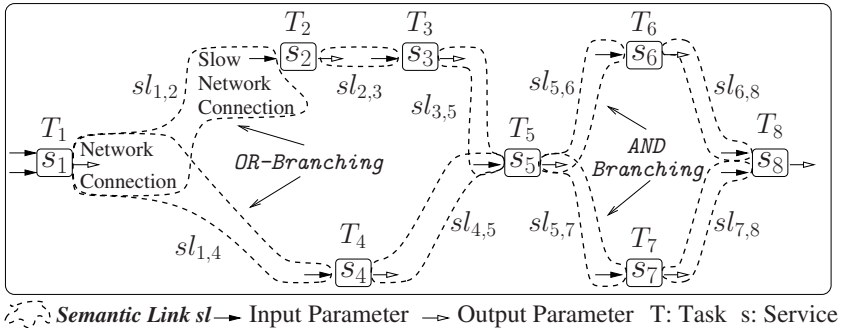 T2 T3 T6
Slow s2 s3 s6
Network
Connection
sl1,2 sl2,3 sl3,5 sl5,6 sl6,8
T1 T5 T8
Network
s1 OR-Branching s5 AND s8
Connection Branching
sl1,4 T4 sl4,5 sl5,7 T7 sl7,8
s4 s7
Semantic Link sl Input Parameter Output Parameter T: Task s: Service